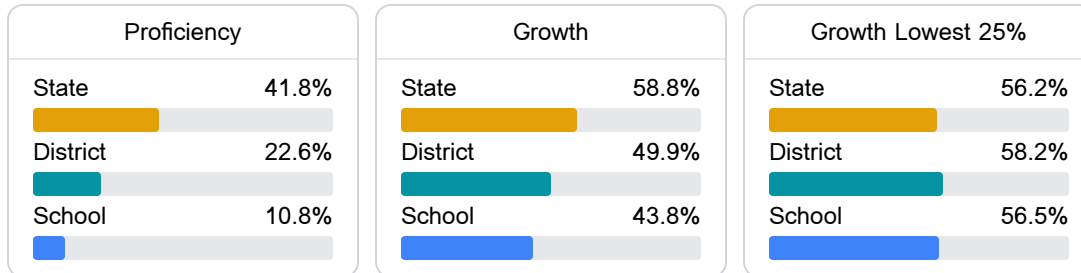 Proficiency
State 41.8%
District 22.6%
School 10.8%
Growth
State 58.8%
District 49.9%
School 43.8%
Growth Lowest 25%
State 56.2%
District 58.2%
School 56.5%